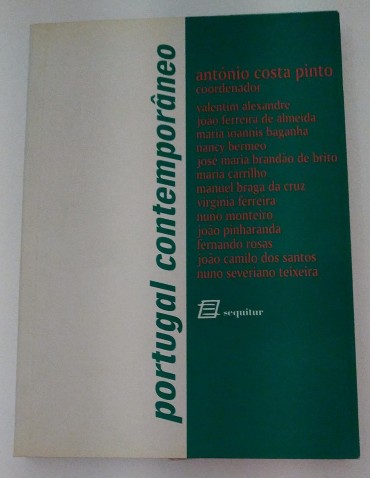 portugal contemporâneo
antónio costa pinto
coordenador
valentim alexandre
joão ferreira de almeida
maria ioannis baganha
nancy bermeo
josé maria brandão de brito
maria carrilho
manuel braga da cruz
virgínia ferreira
nuno monteiro
joão pinharanda
fernando rosas
joão camilo dos santos
nuno severiano teixeira
sequitur